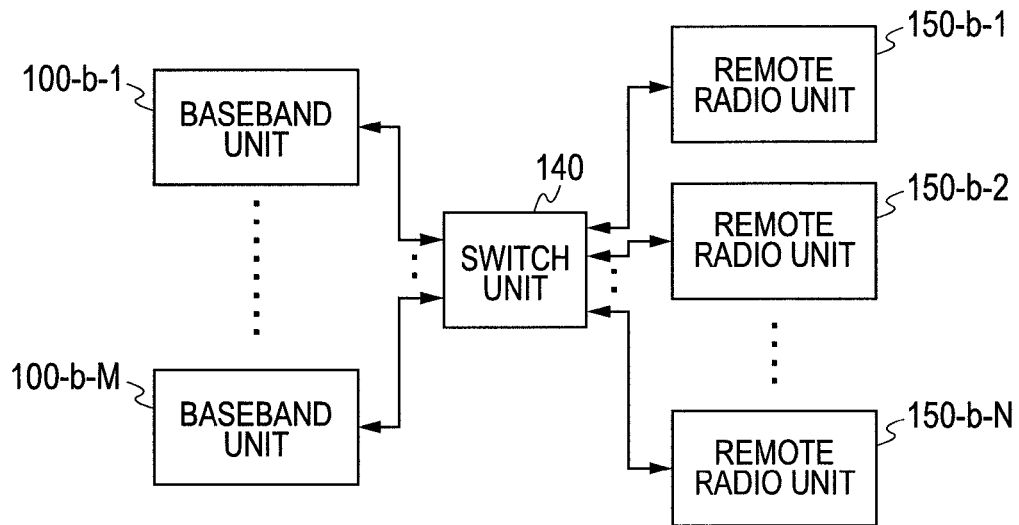 100-b-1
BASEBAND
UNIT
100-b-M
BASEBAND
UNIT
140
SWITCH
UNIT
150-b-1
REMOTE
RADIO UNIT
150-b-2
REMOTE
RADIO UNIT
150-b-N
REMOTE
RADIO UNIT